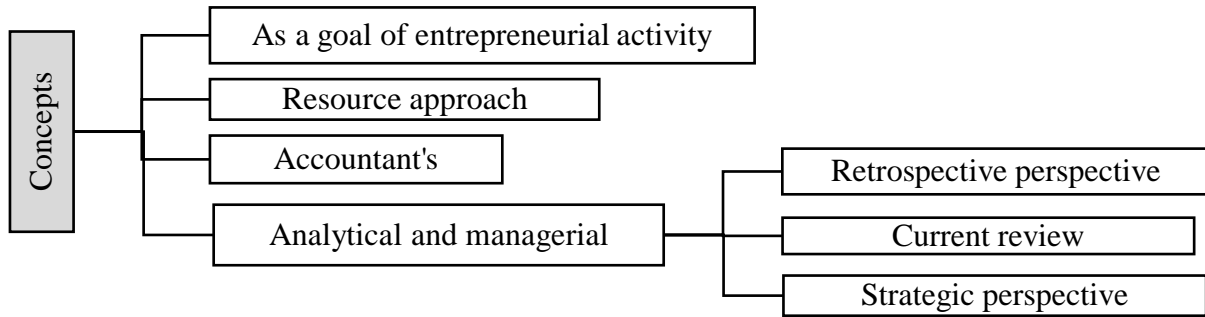 Concepts
As a goal of entrepreneurial activity
Resource approach
Accountant's
Analytical and managerial
Retrospective perspective
Current review
Strategic perspective